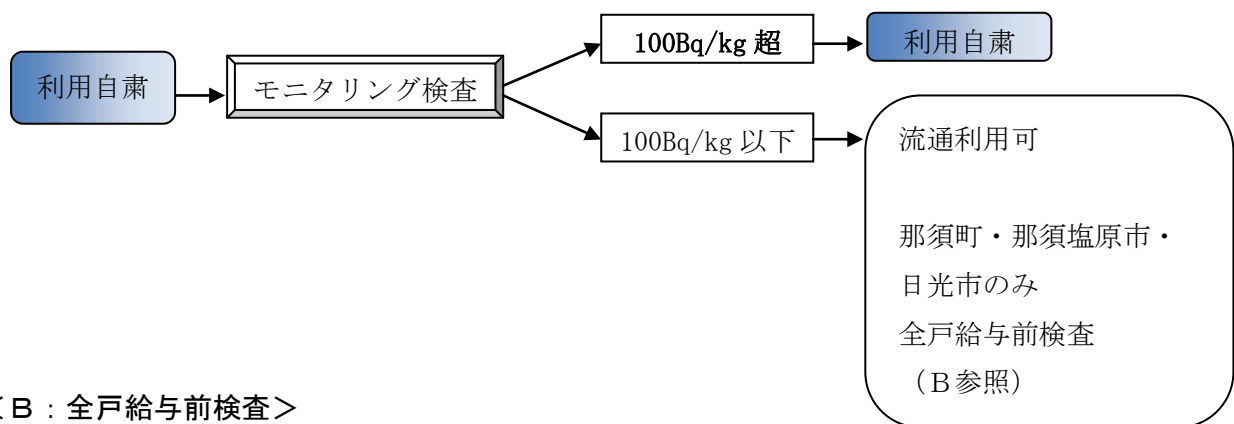 利用自粛
モニタリング検査
100Bq/kg 超
利用自粛
100Bq/kg 以下
流通利用可
那須町・那須塩原市・
日光市のみ
全戸給与前検査
（Ｂ参照）
＜Ｂ：全戸給与前検査＞